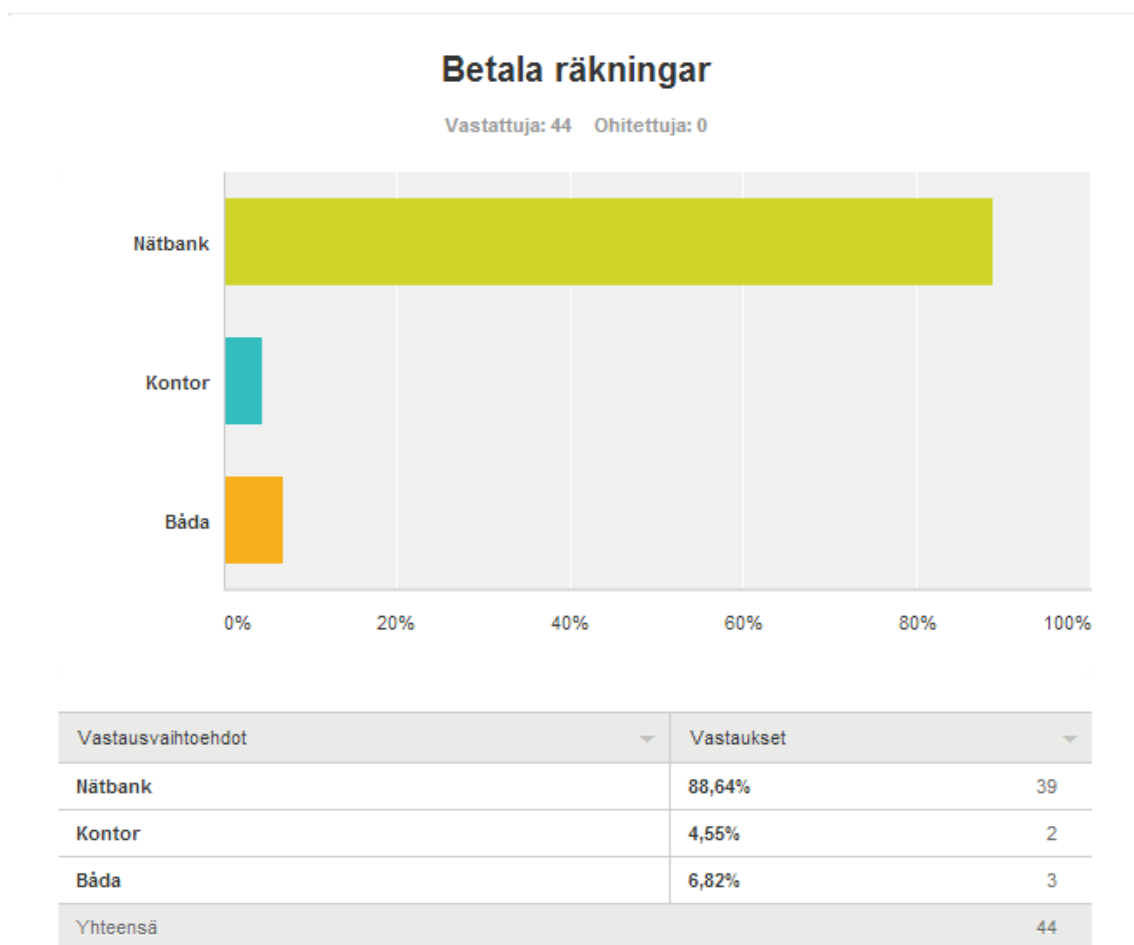 Betala räkningar
Vastattuja: 44 Ohitettuja: 0
Nätbank
Kontor
Båda
0% 20% 40% 60% 80% 100%
Vastausvaihtoehdot Vastaukset
Nätbank 88,64% 39
Kontor 4,55% 2
Båda 6,82% 3
Yhteensä 44